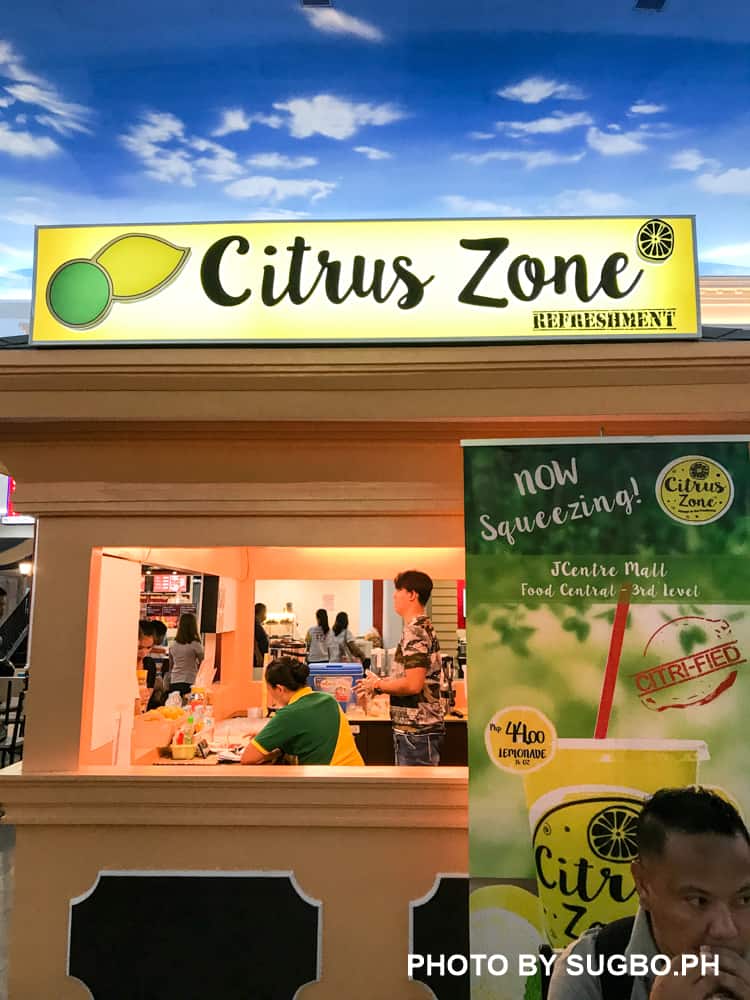 Citrus Zone
REFRESHMENT
NOW
Squeezing!
Citrus
Zone
JCentre Mall
Food Central - 3rd Level
CITRI-FIED
Php 44.00
LEMONADE
Citr
Zo
PHOTO BY SUGBO.PH